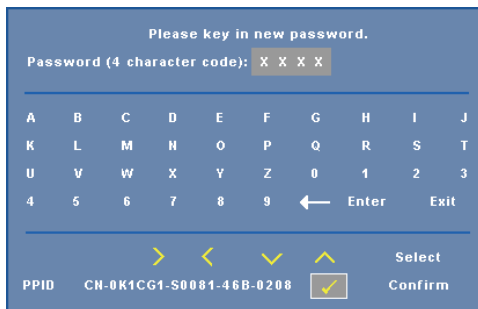 Please key in new password.
Password (4 character code): X X X X
A B C D E F G H I J
K L M N O P Q R S T
U V W X Y Z 0 1 2 3
4 5 6 7 8 9 Enter Exit
Select
PPID CN-0K1CG1-S0081-46B-0208 Confirm